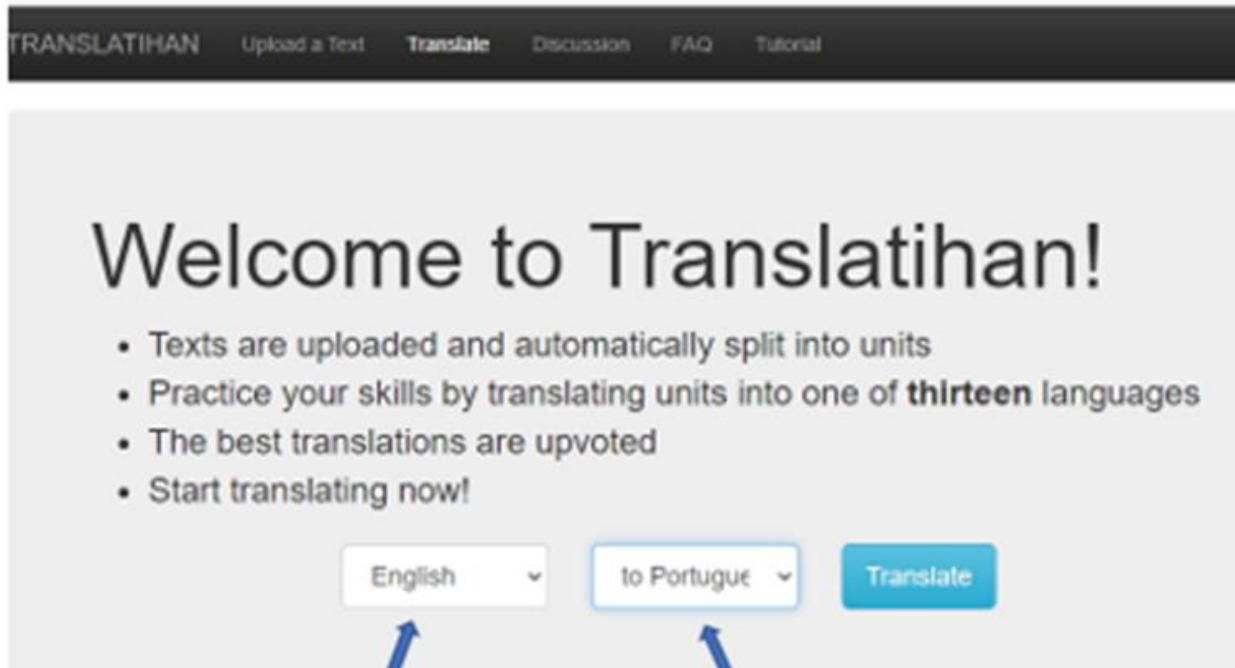 TRANSLATIHAN Upload a Text Translate Discussion FAQ Tutorial
Welcome to Translatihan!
• Texts are uploaded and automatically split into units
• Practice your skills by translating units into one of thirteen languages
• The best translations are upvoted
• Start translating now!
English to Portugue Translate